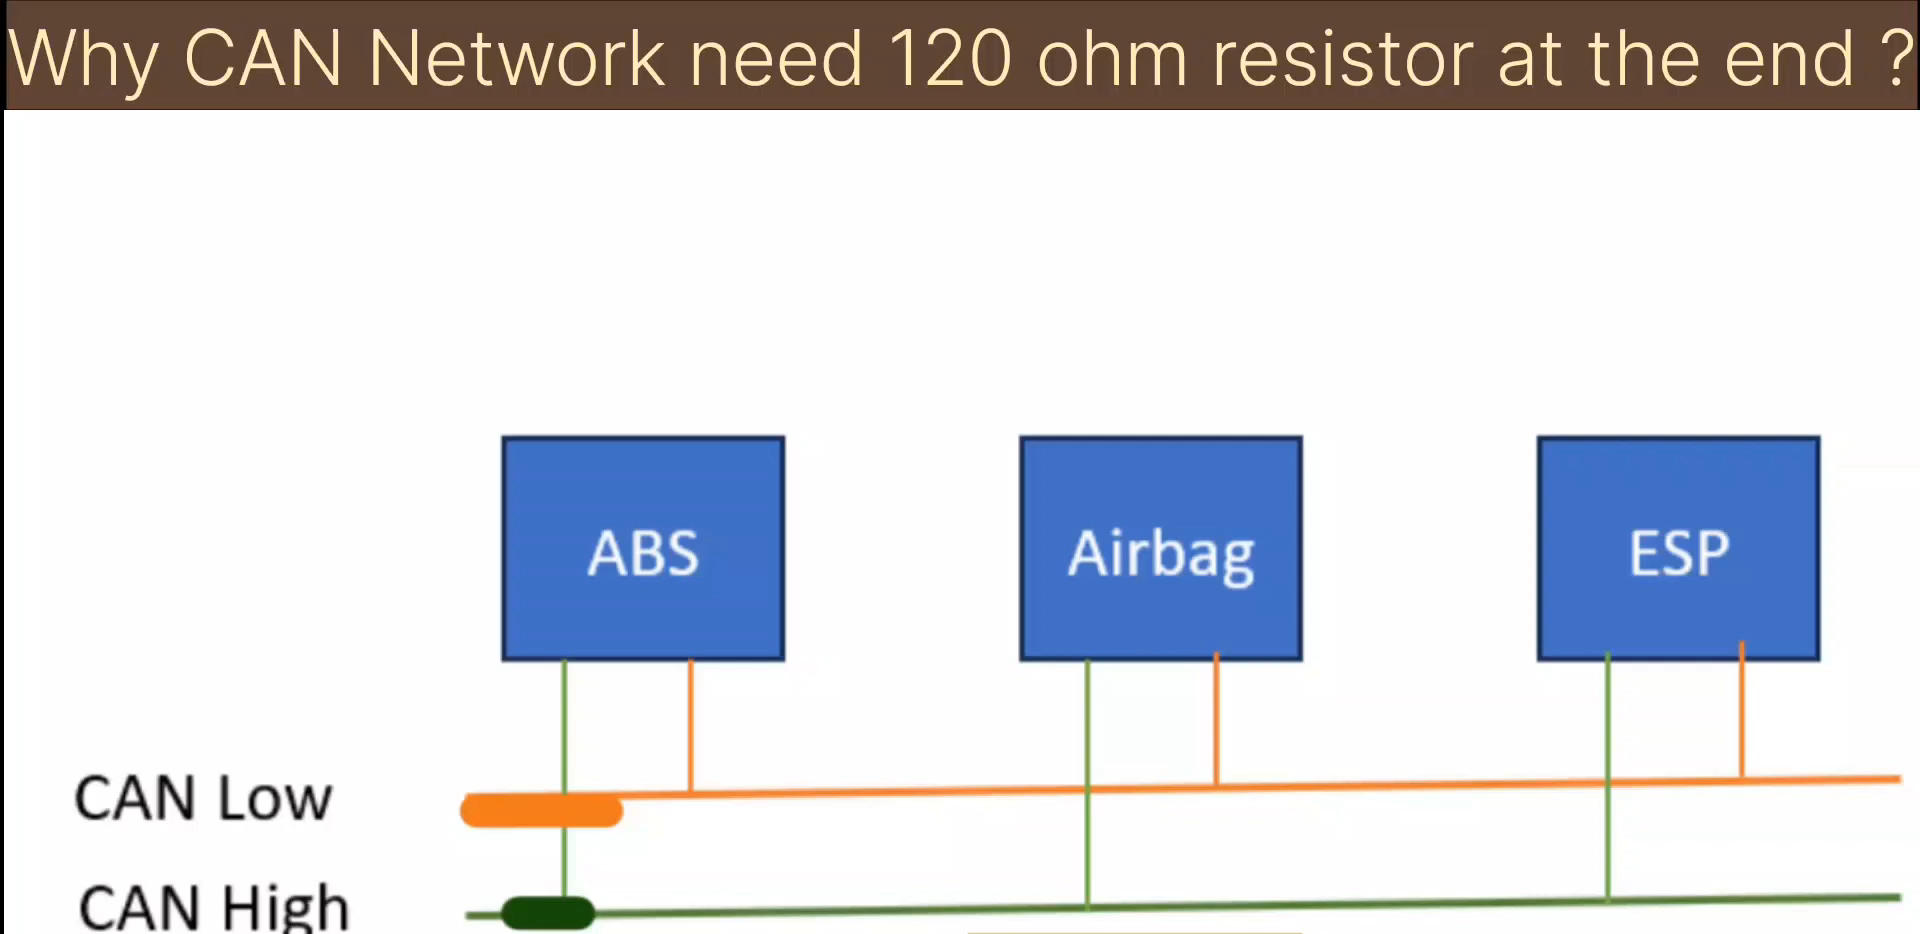 Why CAN Network need 120 ohm resistor at the end ?
ABS
Airbag
ESP
CAN Low
CAN High